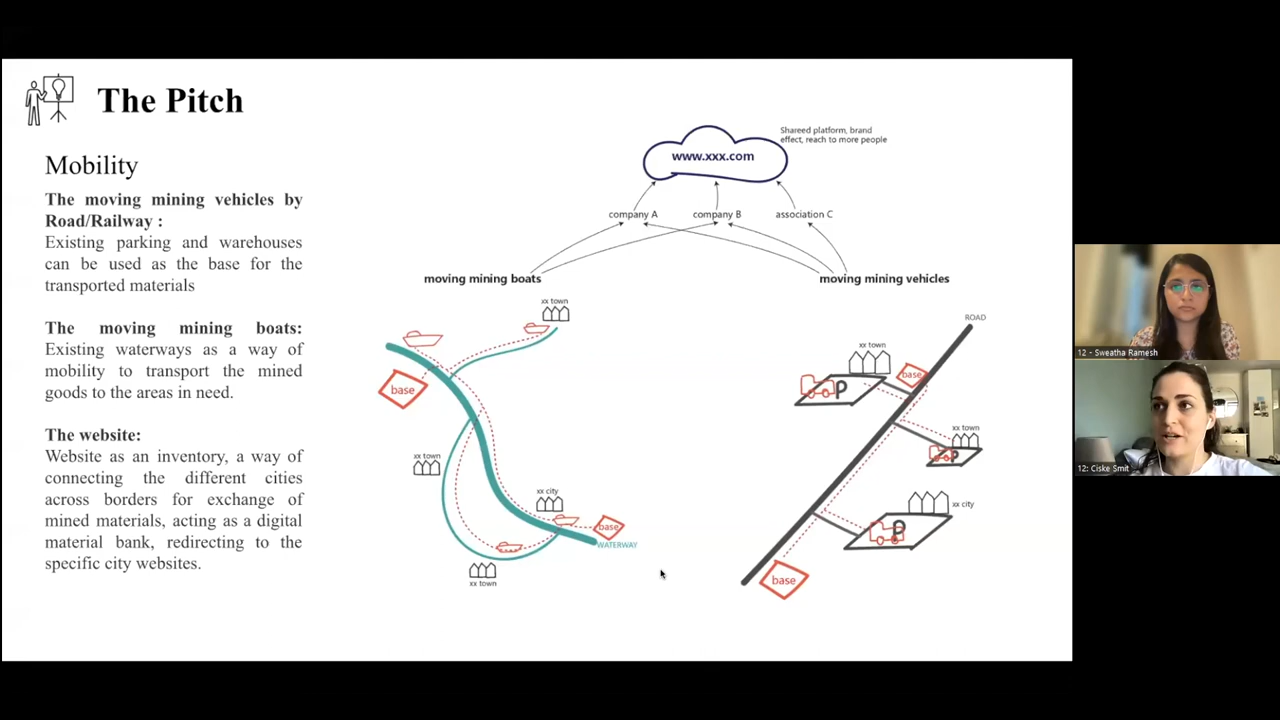 The Pitch
Mobility
The moving mining vehicles by
Road/Railway :
Existing parking and warehouses
can be used as the base for the
transported materials
The moving mining boats:
Existing waterways as a way of
mobility to transport the mined
goods to the areas in need.
The website:
Website as an inventory, a way of
connecting the different cities
across borders for exchange of
mined materials, acting as a digital
material bank, redirecting to the
specific city websites.
Shareed platform, brand
effect, reach to more people
www.xxx.com
company A
company B
association C
moving mining boats
moving mining vehicles
xx town
base
xx town
xx city
base
WATERWAY
xx town
ROAD
xx town
base
P
xx town
P
xx city
P
base
12 - Sweatha Ramesh
12: Ciske Smit